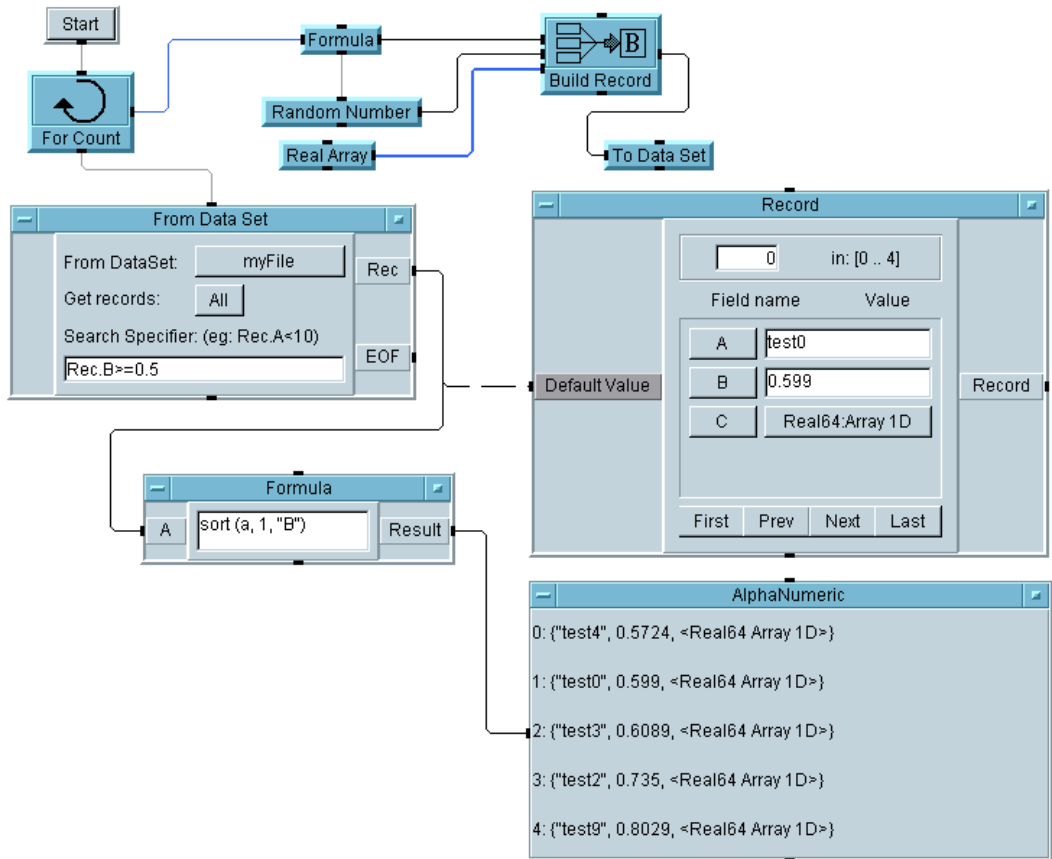 Start
Formula
B
Build Record
For Count
Random Number
Real Array
To Data Set
From Data Set
From DataSet: myFile
Get records: All
Search Specifier: (eg: Rec.A<10)
Rec.B>=0.5
Rec
EOF
Record
0 in: [0 .. 4]
Field name Value
A test0
B 0.599
C Real64:Array 1D
Default Value
Record
First Prev Next Last
Formula
A sort (a, 1, "B") Result
AlphaNumeric
0: {"test4", 0.5724, <Real64 Array 1D>}
1: {"test0", 0.599, <Real64 Array 1D>}
2: {"test3", 0.6089, <Real64 Array 1D>}
3: {"test2", 0.735, <Real64 Array 1D>}
4: {"test9", 0.8029, <Real64 Array 1D>}